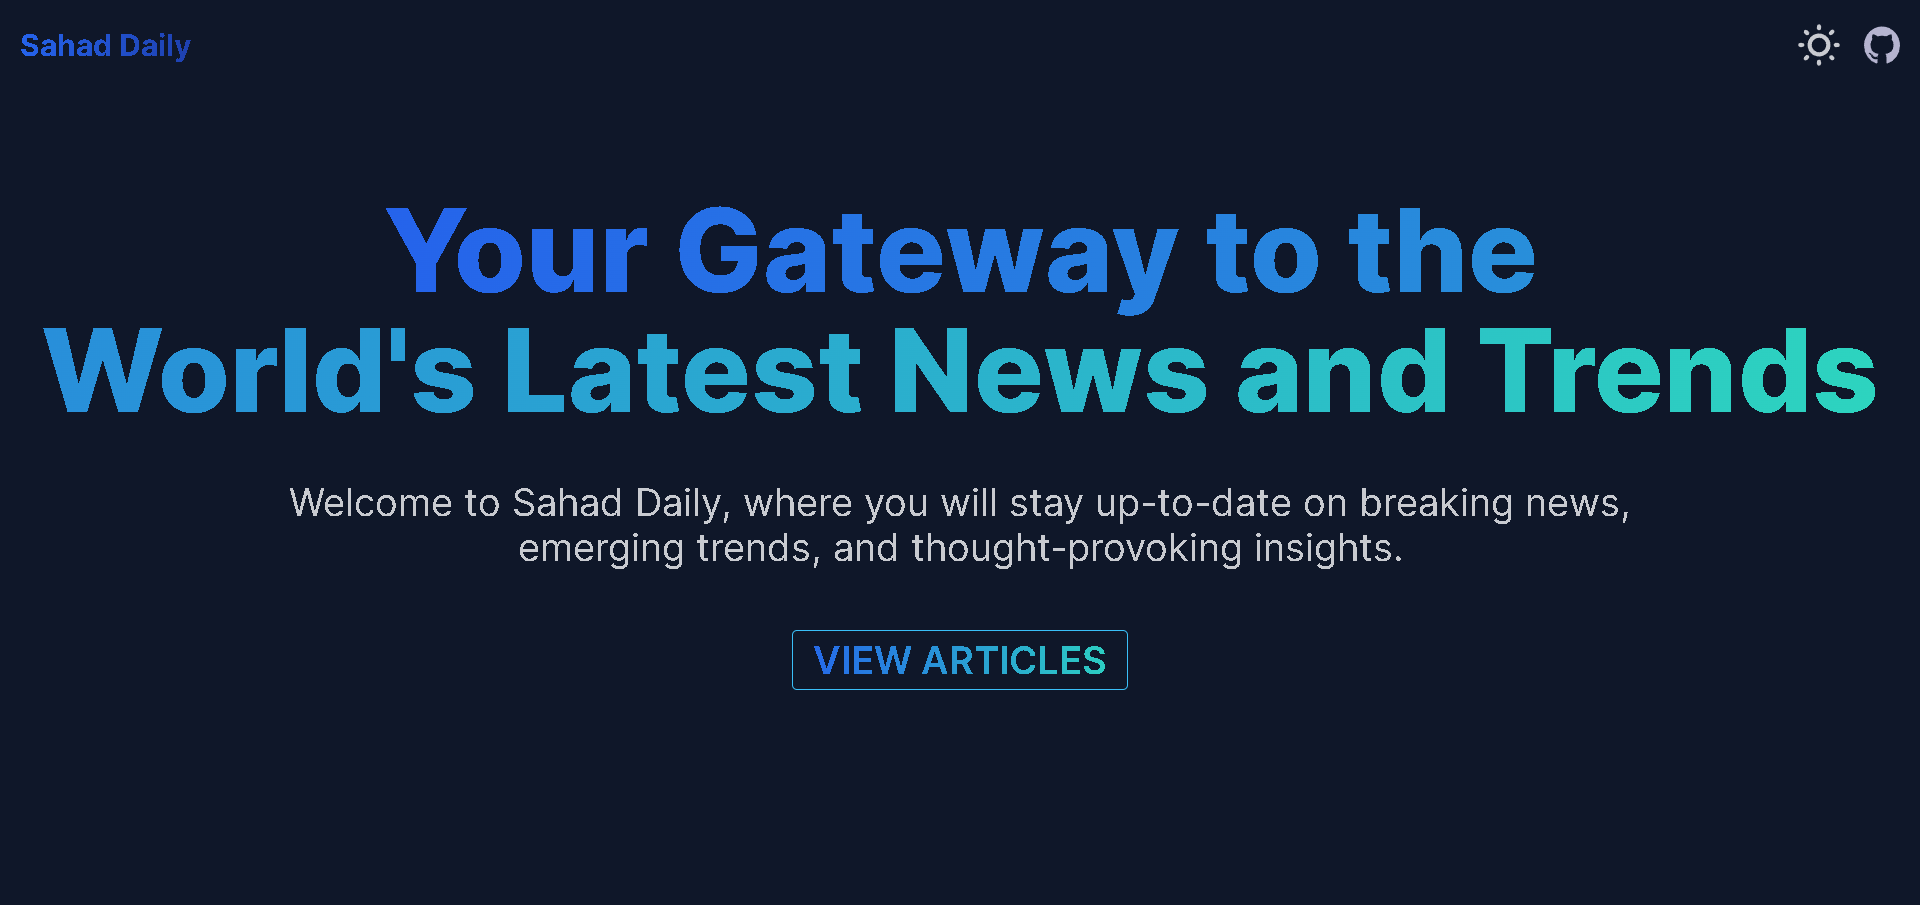 Sahad Daily
Your Gateway to the
World's Latest News and Trends
Welcome to Sahad Daily, where you will stay up-to-date on breaking news,
emerging trends, and thought-provoking insights.
VIEW ARTICLES